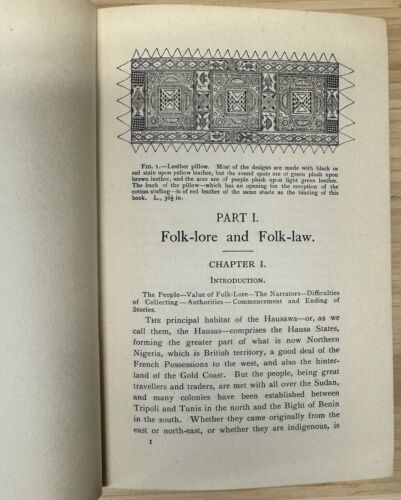 FIG. 1.—Leather pillow. Most of the designs are made with black or
red stain upon yellow leather, but the round spots are of green plush upon
brown leather, and the arcs are of purple plush upon light green leather.
The back of the pillow—which has an opening for the reception of the
cotton stuffing—is of red leather of the same shade as the binding of this
book. L., 36½ in.
PART I.
Folk-lore and Folk-law.
CHAPTER I.
INTRODUCTION.
The People—Value of Folk-Lore—The Narrators—Difficulties
of Collecting—Authorities—Commencement and Ending of
Stories.
THE principal habitat of the Hausawa—or, as we
call them, the Hausas—comprises the Hausa States,
forming the greater part of what is now Northern
Nigeria, which is British territory, a good deal of the
French Possessions to the west, and also the hinter-
land of the Gold Coast. But the people, being great
travellers and traders, are met with all over the Sudan,
and many colonies have been established between
Tripoli and Tunis in the north and the Bight of Benin
in the south. Whether they came originally from the
east or north-east, or whether they are indigenous, is
1